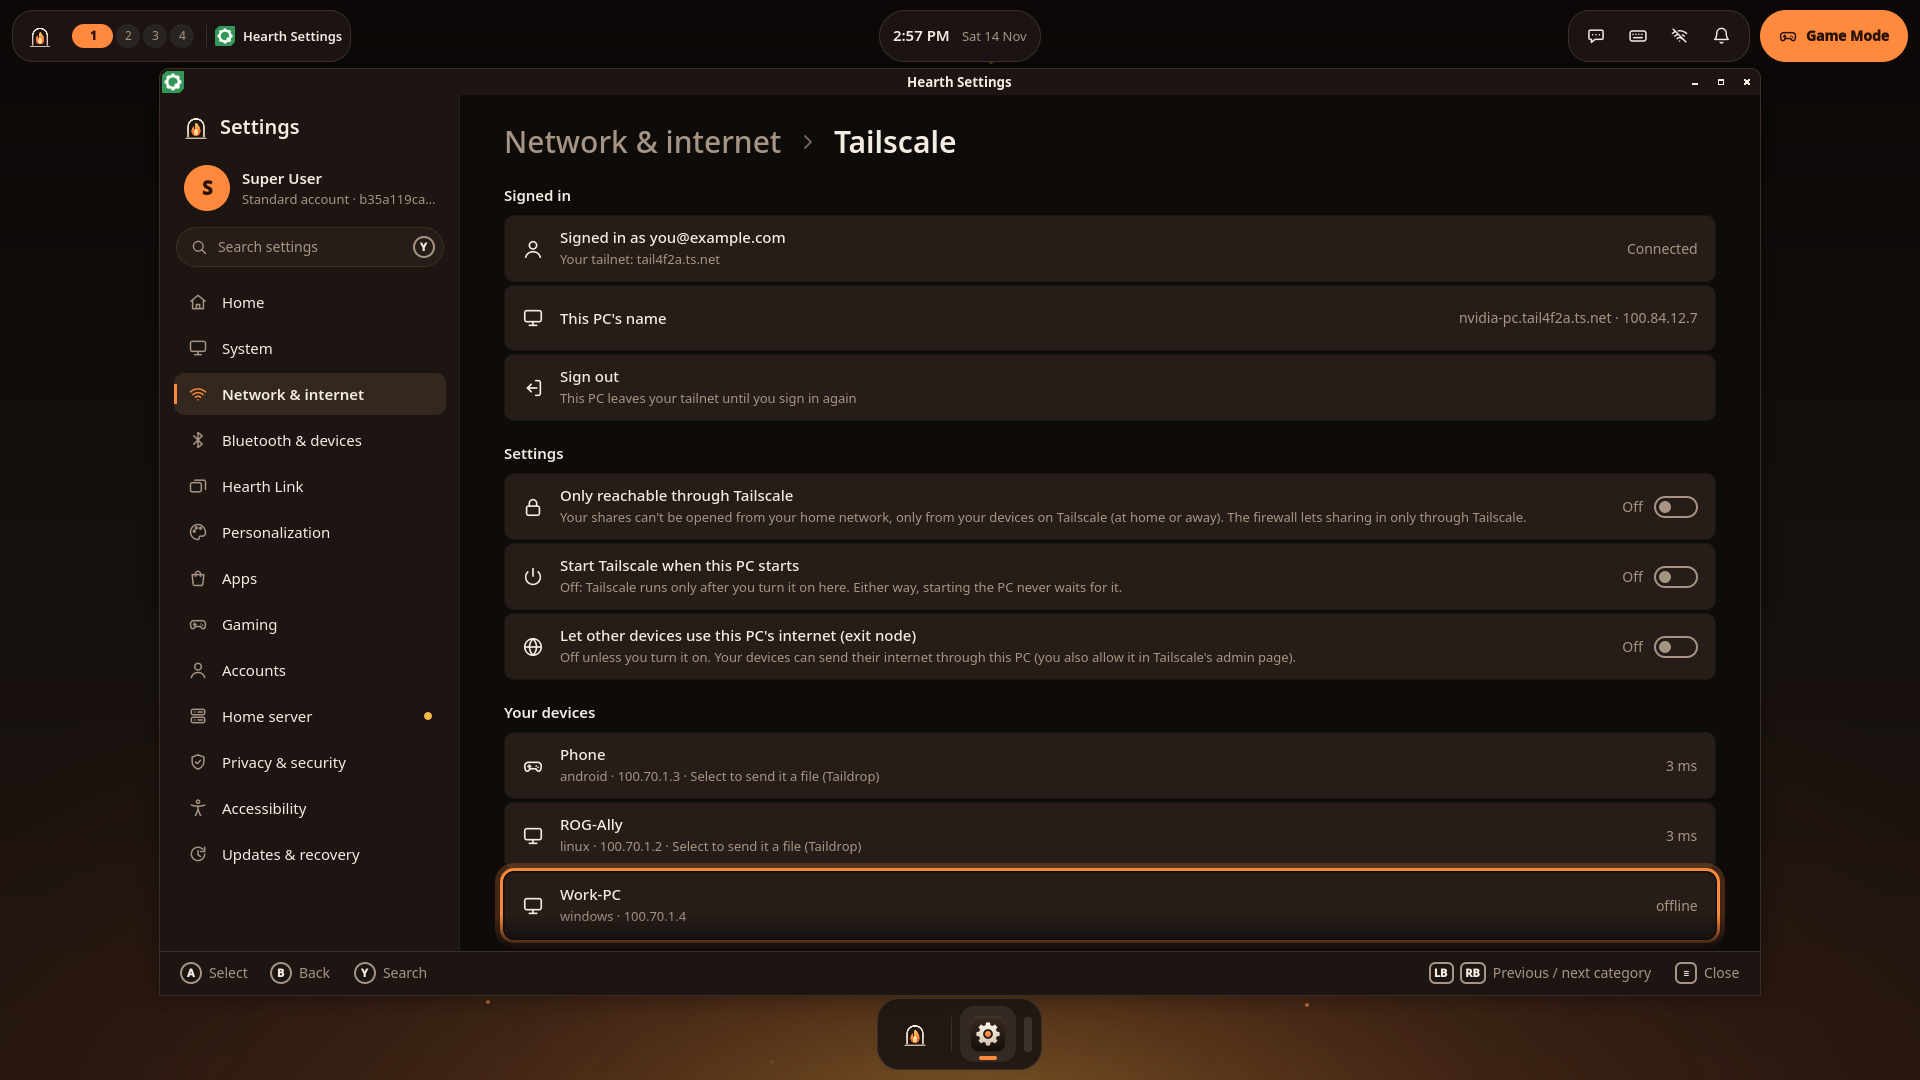 1 2 3 4 Hearth Settings
2:57 PM Sat 14 Nov
Game Mode
Hearth Settings
Settings
S
Super User
Standard account · b35a119ca...
Search settings Y
Home
System
Network & internet
Bluetooth & devices
Hearth Link
Personalization
Apps
Gaming
Accounts
Home server
Privacy & security
Accessibility
Updates & recovery
Network & internet > Tailscale
Signed in
Signed in as you@example.com
Your tailnet: tail4f2a.ts.net
Connected
This PC's name
nvidia-pc.tail4f2a.ts.net · 100.84.12.7
Sign out
This PC leaves your tailnet until you sign in again
Settings
Only reachable through Tailscale
Your shares can't be opened from your home network, only from your devices on Tailscale (at home or away). The firewall lets sharing in only through Tailscale.
Off
Start Tailscale when this PC starts
Off: Tailscale runs only after you turn it on here. Either way, starting the PC never waits for it.
Off
Let other devices use this PC's internet (exit node)
Off unless you turn it on. Your devices can send their internet through this PC (you also allow it in Tailscale's admin page).
Off
Your devices
Phone
android · 100.70.1.3 · Select to send it a file (Taildrop)
3 ms
ROG-Ally
linux · 100.70.1.2 · Select to send it a file (Taildrop)
3 ms
Work-PC
windows · 100.70.1.4
offline
A Select B Back Y Search
LB RB Previous / next category ≡ Close